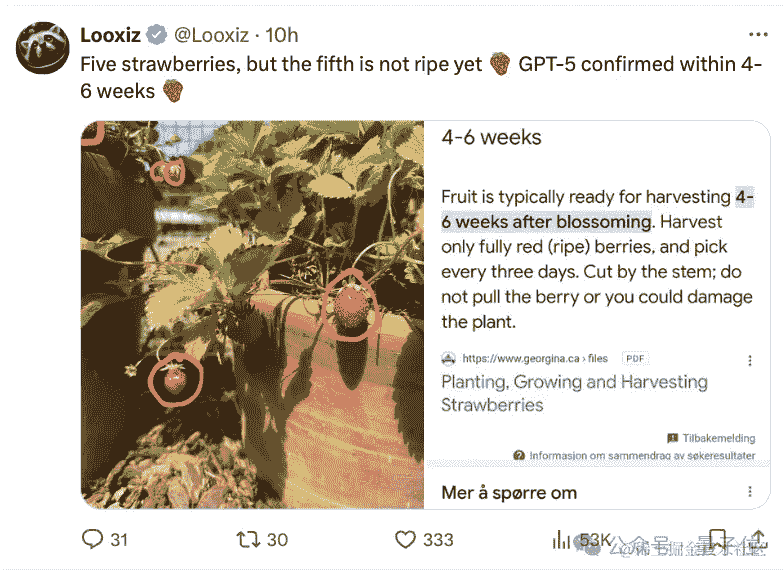 Looxiz @Looxiz · 10h
Five strawberries, but the fifth is not ripe yet 🍓 GPT-5 confirmed within 4-
6 weeks 🍓
4-6 weeks
Fruit is typically ready for harvesting 4-
6 weeks after blossoming. Harvest
only fully red (ripe) berries, and pick
every three days. Cut by the stem; do
not pull the berry or you could damage
the plant.
https://www.georgina.ca › files PDF
Planting, Growing and Harvesting
Strawberries
Tilbakemelding
Informasjon om sammendrag av søkeresultater
Mer å spørre om
31 30 333 53K